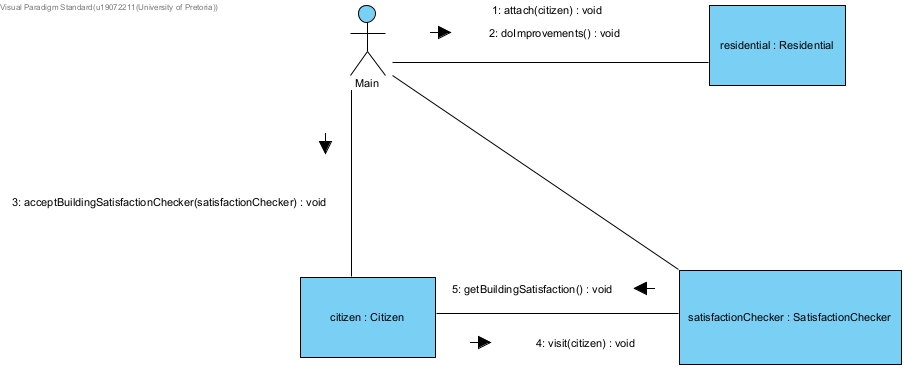 Visual Paradigm Standard(u19072211(University of Pretoria))
1: attach(citizen) : void
2: doImprovements() : void
residential : Residential
Main
3: acceptBuildingSatisfactionChecker(satisfactionChecker) : void
5: getBuildingSatisfaction() : void
citizen : Citizen
satisfactionChecker : SatisfactionChecker
4: visit(citizen) : void